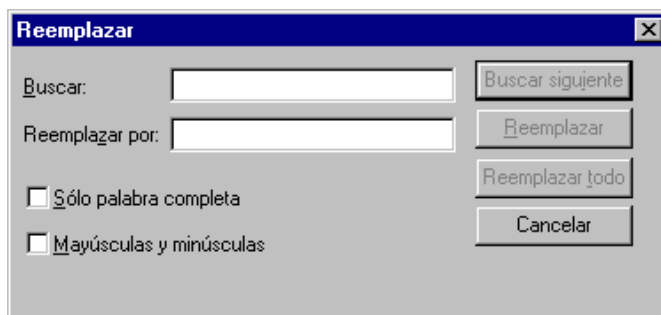 Reemplazar
Buscar:
Buscar siguiente
Reemplazar por:
Reemplazar
Reemplazar todo
Sólo palabra completa
Cancelar
Mayúsculas y minúsculas